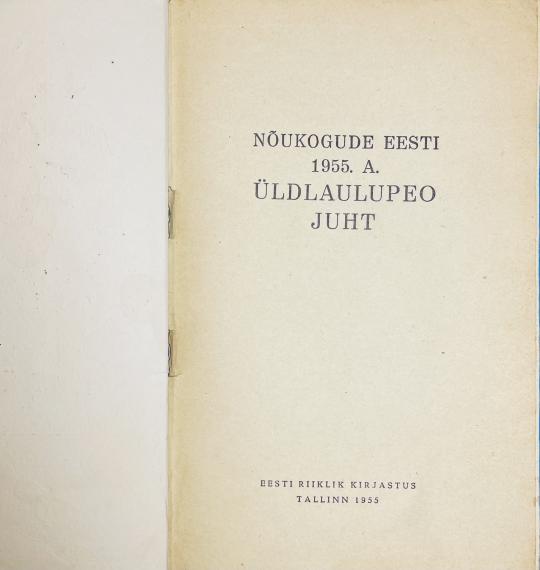 NÕUKOGUDE EESTI
1955. A.
ÜLDLAULUPEO
JUHT
EESTI RIIKLIK KIRJASTUS
TALLINN 1955